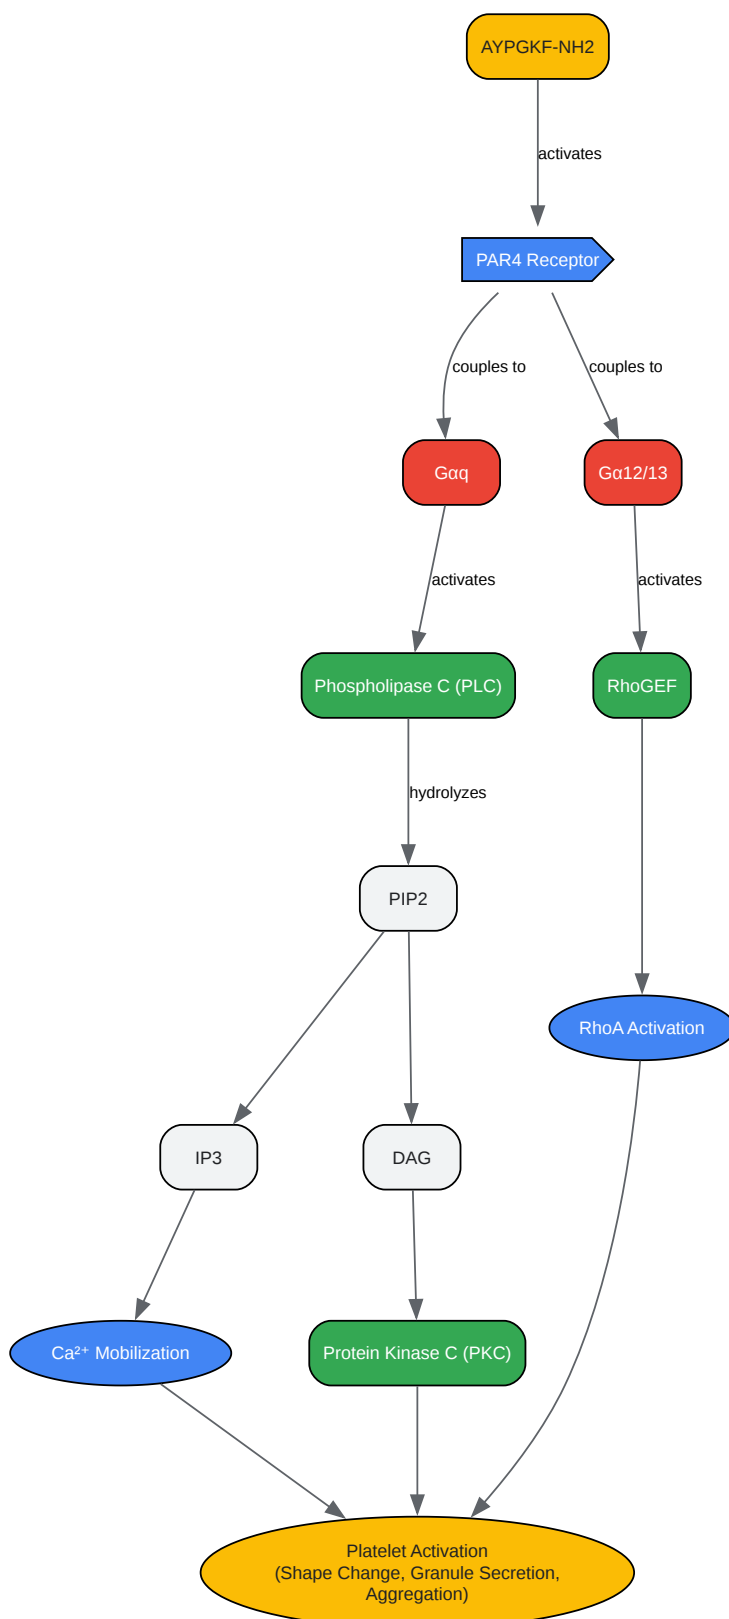 AYPGKF-NH2
activates
PAR4 Receptor
couples to
couples to
Gαq
Gα12/13
activates
activates
Phospholipase C (PLC)
RhoGEF
hydrolyzes
PIP2
RhoA Activation
IP3
DAG
Ca²⁺ Mobilization
Protein Kinase C (PKC)
Platelet Activation
(Shape Change, Granule Secretion,
Aggregation)